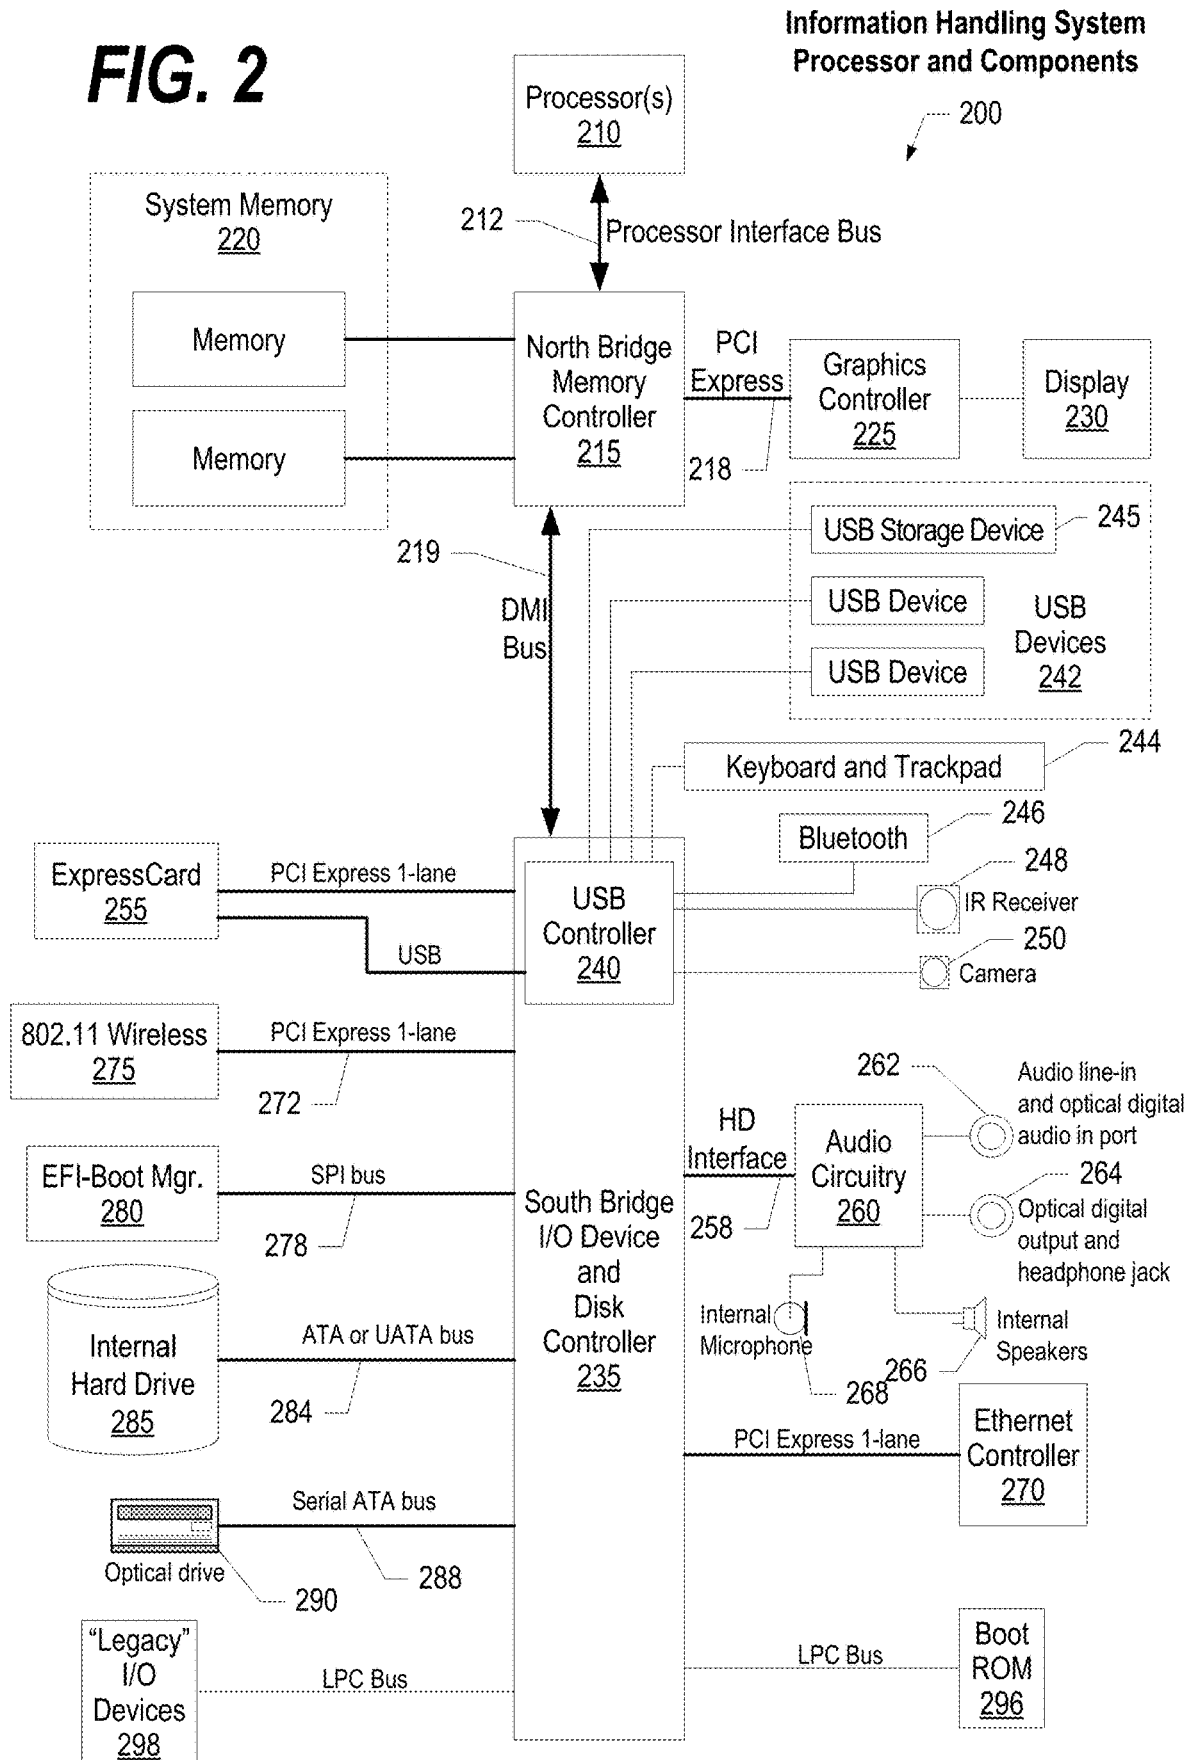 FIG. 2
Information Handling System
Processor and Components
200
Processor(s)
210
212
Processor Interface Bus
System Memory
220
Memory
Memory
North Bridge
Memory
Controller
215
PCI
Express
218
Graphics
Controller
225
Display
230
219
DMI
Bus
USB Storage Device
245
USB Device
USB Device
USB
Devices
242
Keyboard and Trackpad
244
Bluetooth
246
248
IR Receiver
250
Camera
ExpressCard
255
PCI Express 1-lane
USB
USB
Controller
240
802.11 Wireless
275
PCI Express 1-lane
272
EFI-Boot Mgr.
280
SPI bus
278
South Bridge
I/O Device
and
Disk
Controller
235
HD
Interface
258
Audio
Circuitry
260
262
Audio line-in
and optical digital
audio in port
264
Optical digital
output and
headphone jack
Internal
Microphone
268
266
Internal
Speakers
Internal
Hard Drive
285
ATA or UATA bus
284
PCI Express 1-lane
Ethernet
Controller
270
Serial ATA bus
288
Optical drive
290
"Legacy"
I/O
Devices
298
LPC Bus
LPC Bus
Boot
ROM
296